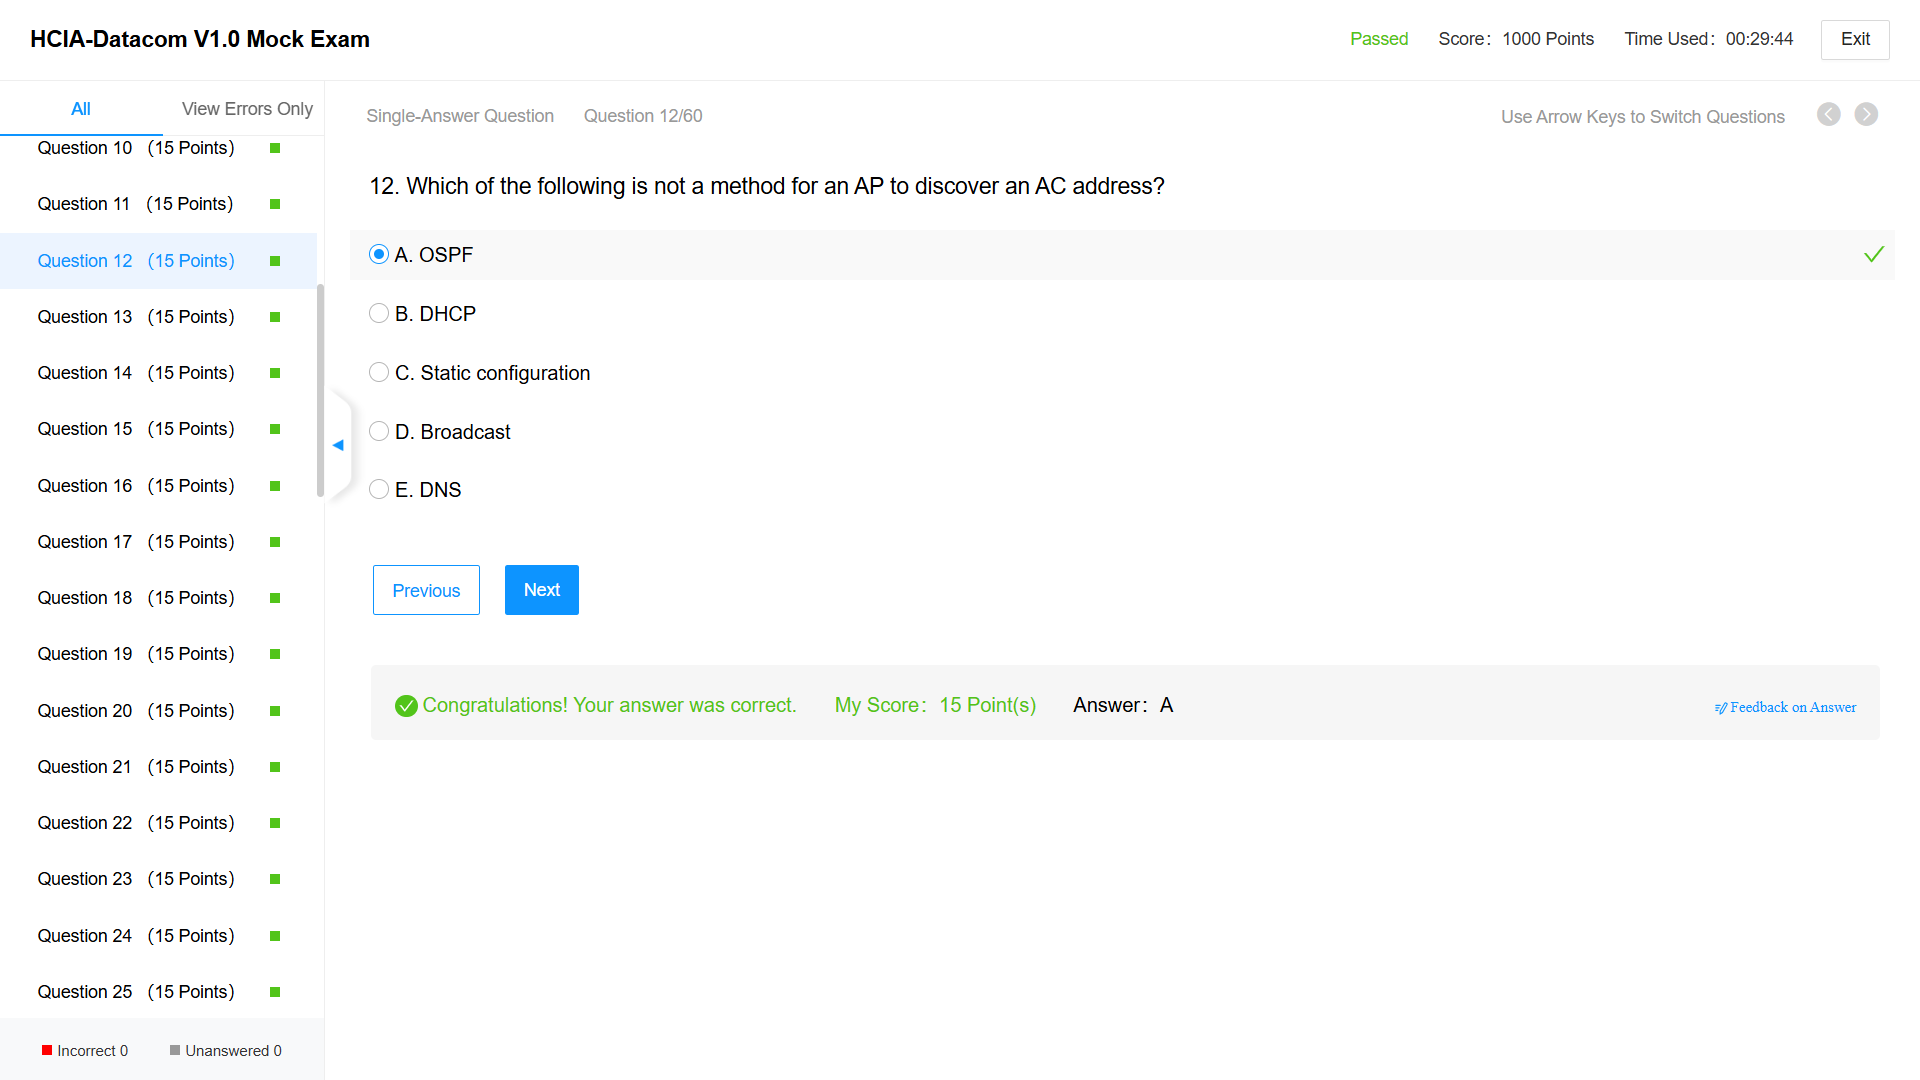 HCIA-Datacom V1.0 Mock Exam
Passed Score：1000 Points Time Used：00:29:44 Exit
All View Errors Only
Single-Answer Question Question 12/60 Use Arrow Keys to Switch Questions
Question 10 （15 Points）
Question 11 （15 Points）
Question 12 （15 Points）
Question 13 （15 Points）
Question 14 （15 Points）
Question 15 （15 Points）
Question 16 （15 Points）
Question 17 （15 Points）
Question 18 （15 Points）
Question 19 （15 Points）
Question 20 （15 Points）
Question 21 （15 Points）
Question 22 （15 Points）
Question 23 （15 Points）
Question 24 （15 Points）
Question 25 （15 Points）
Incorrect 0 Unanswered 0
12. Which of the following is not a method for an AP to discover an AC address?
A. OSPF
B. DHCP
C. Static configuration
D. Broadcast
E. DNS
Previous Next
Congratulations! Your answer was correct. My Score：15 Point(s) Answer：A Feedback on Answer